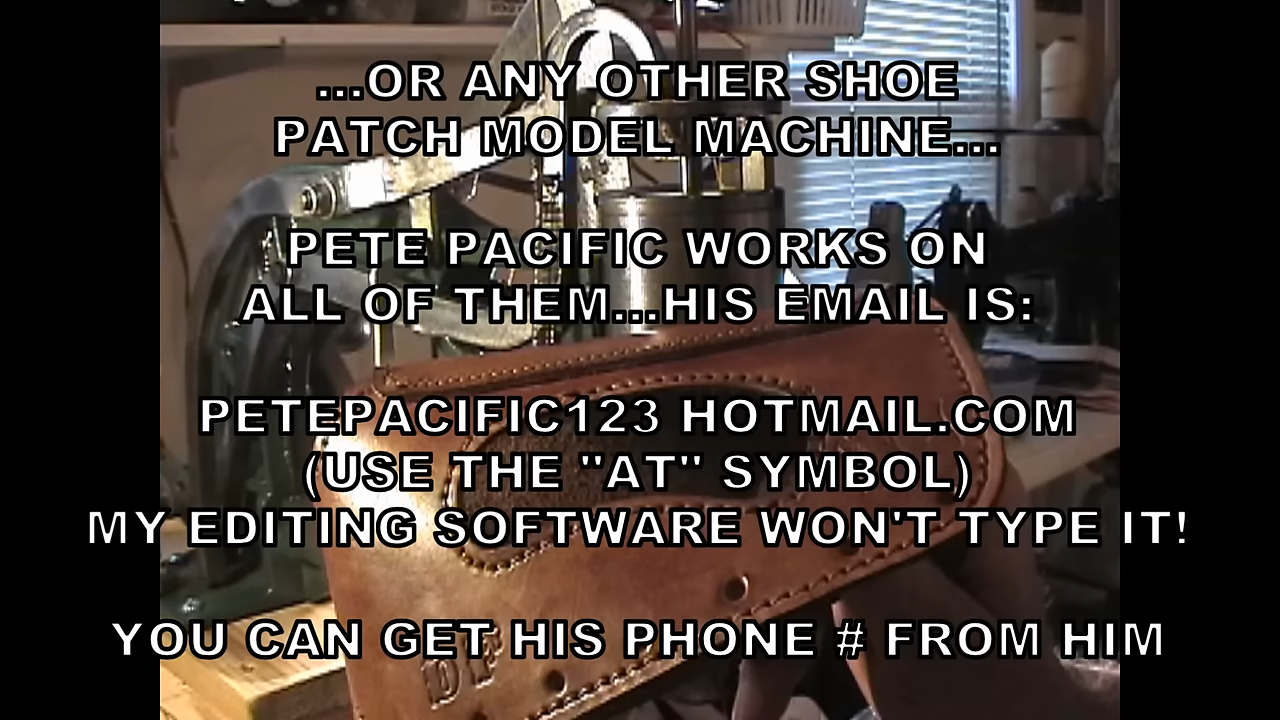 ...OR ANY OTHER SHOE
PATCH MODEL MACHINE...
PETE PACIFIC WORKS ON
ALL OF THEM...HIS EMAIL IS:
PETEPACIFIC123 HOTMAIL.COM
(USE THE "AT" SYMBOL)
MY EDITING SOFTWARE WON'T TYPE IT!
YOU CAN GET HIS PHONE # FROM HIM